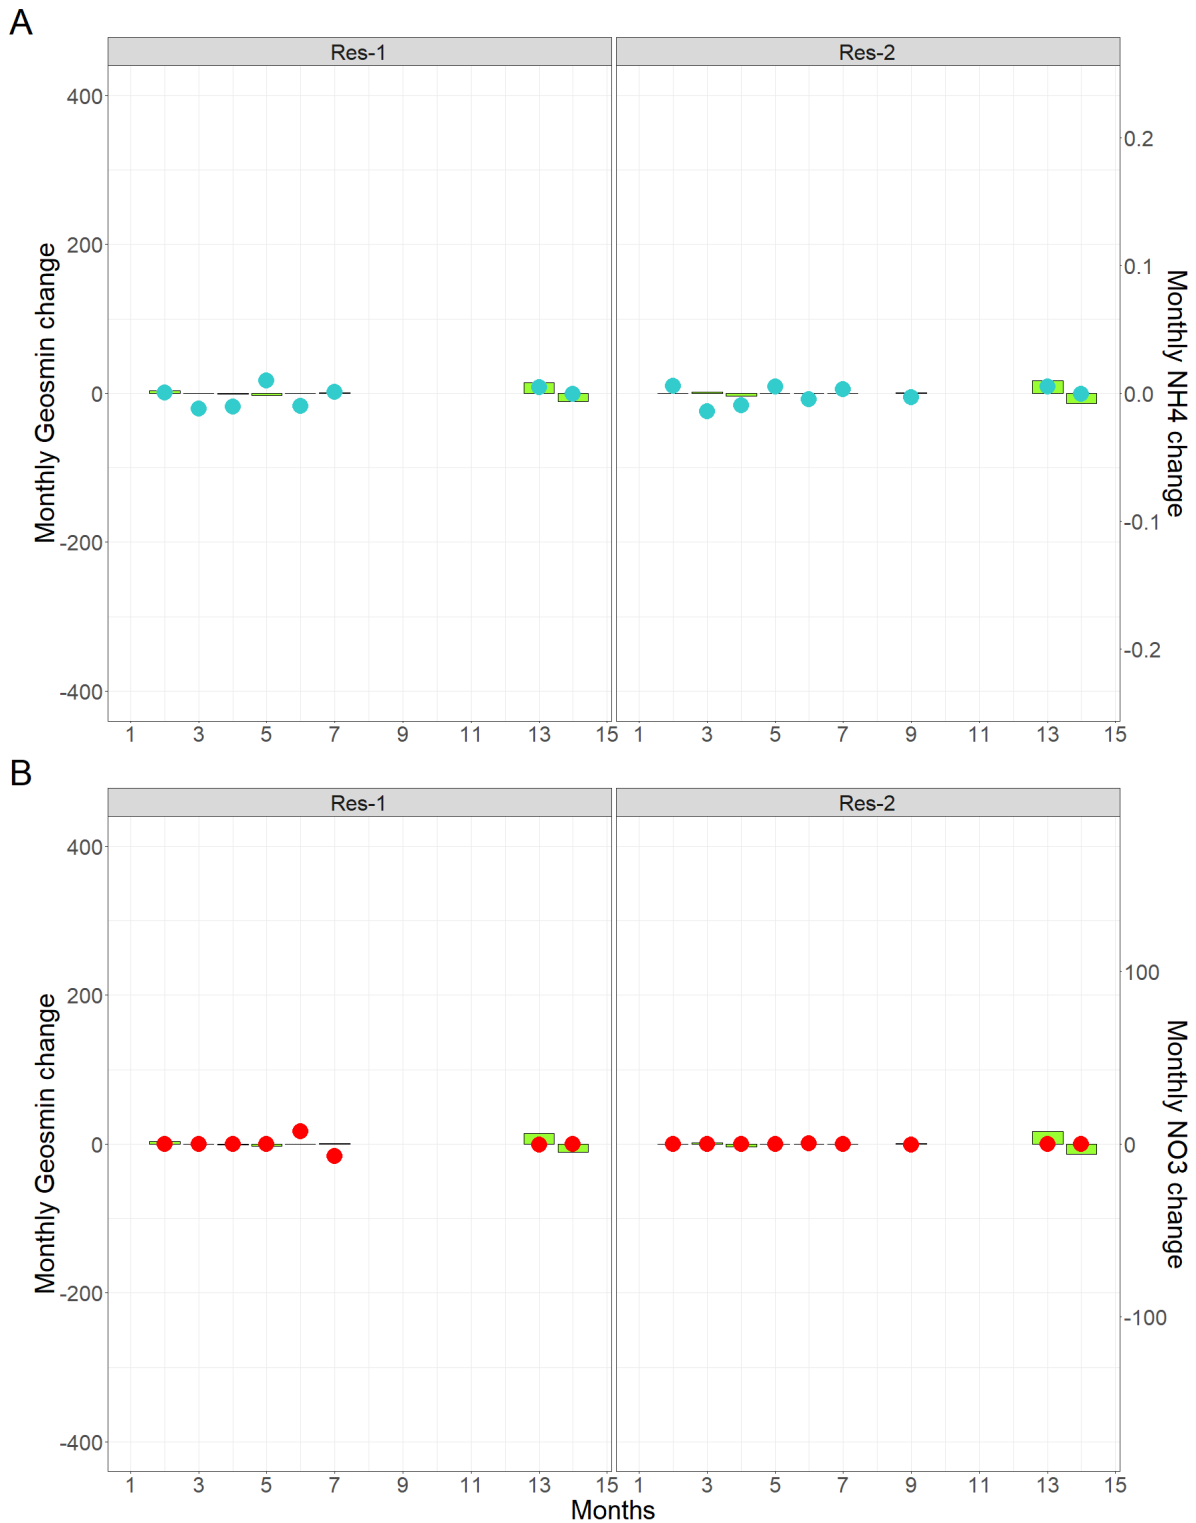 A
Res-1 Res-2
400
200
0
-200
-400
Monthly Geosmin change
0.2
0.1
0.0
-0.1
-0.2
Monthly NH4 change
1 3 5 7 9 11 13 15 1 3 5 7 9 11 13 15
B
Res-1 Res-2
400
200
0
-200
-400
Monthly Geosmin change
100
0
-100
Monthly NO3 change
1 3 5 7 9 11 13 15 1 3 5 7 9 11 13 15
Months